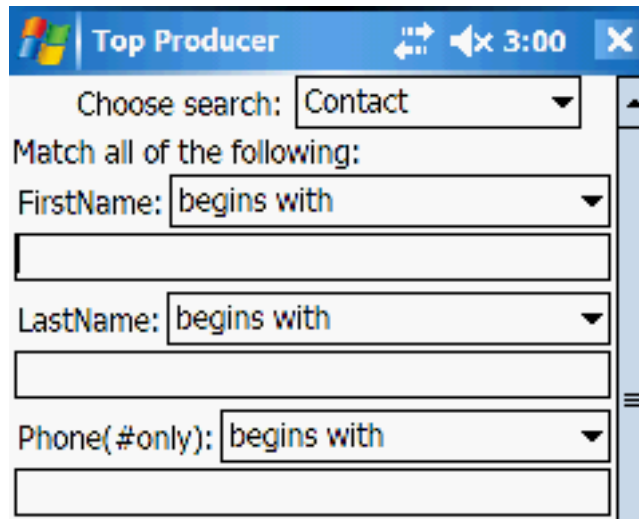 Top Producer 3:00
Choose search: Contact
Match all of the following:
FirstName: begins with
LastName: begins with
Phone(#only): begins with